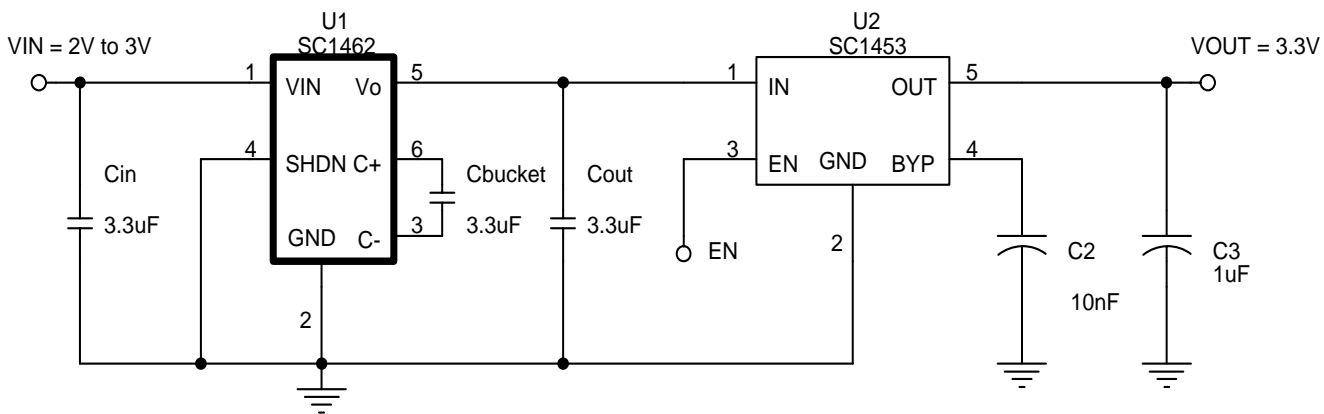 U1
SC1462
U2
SC1453
VIN = 2V to 3V
VOUT = 3.3V
1
VIN
Vo
5
1
IN
OUT
5
4
SHDN
C+
6
3
EN
GND
BYP
4
Cin
3.3uF
Cbucket
3.3uF
Cout
3.3uF
GND
C-
3
2
EN
2
C2
10nF
C3
1uF